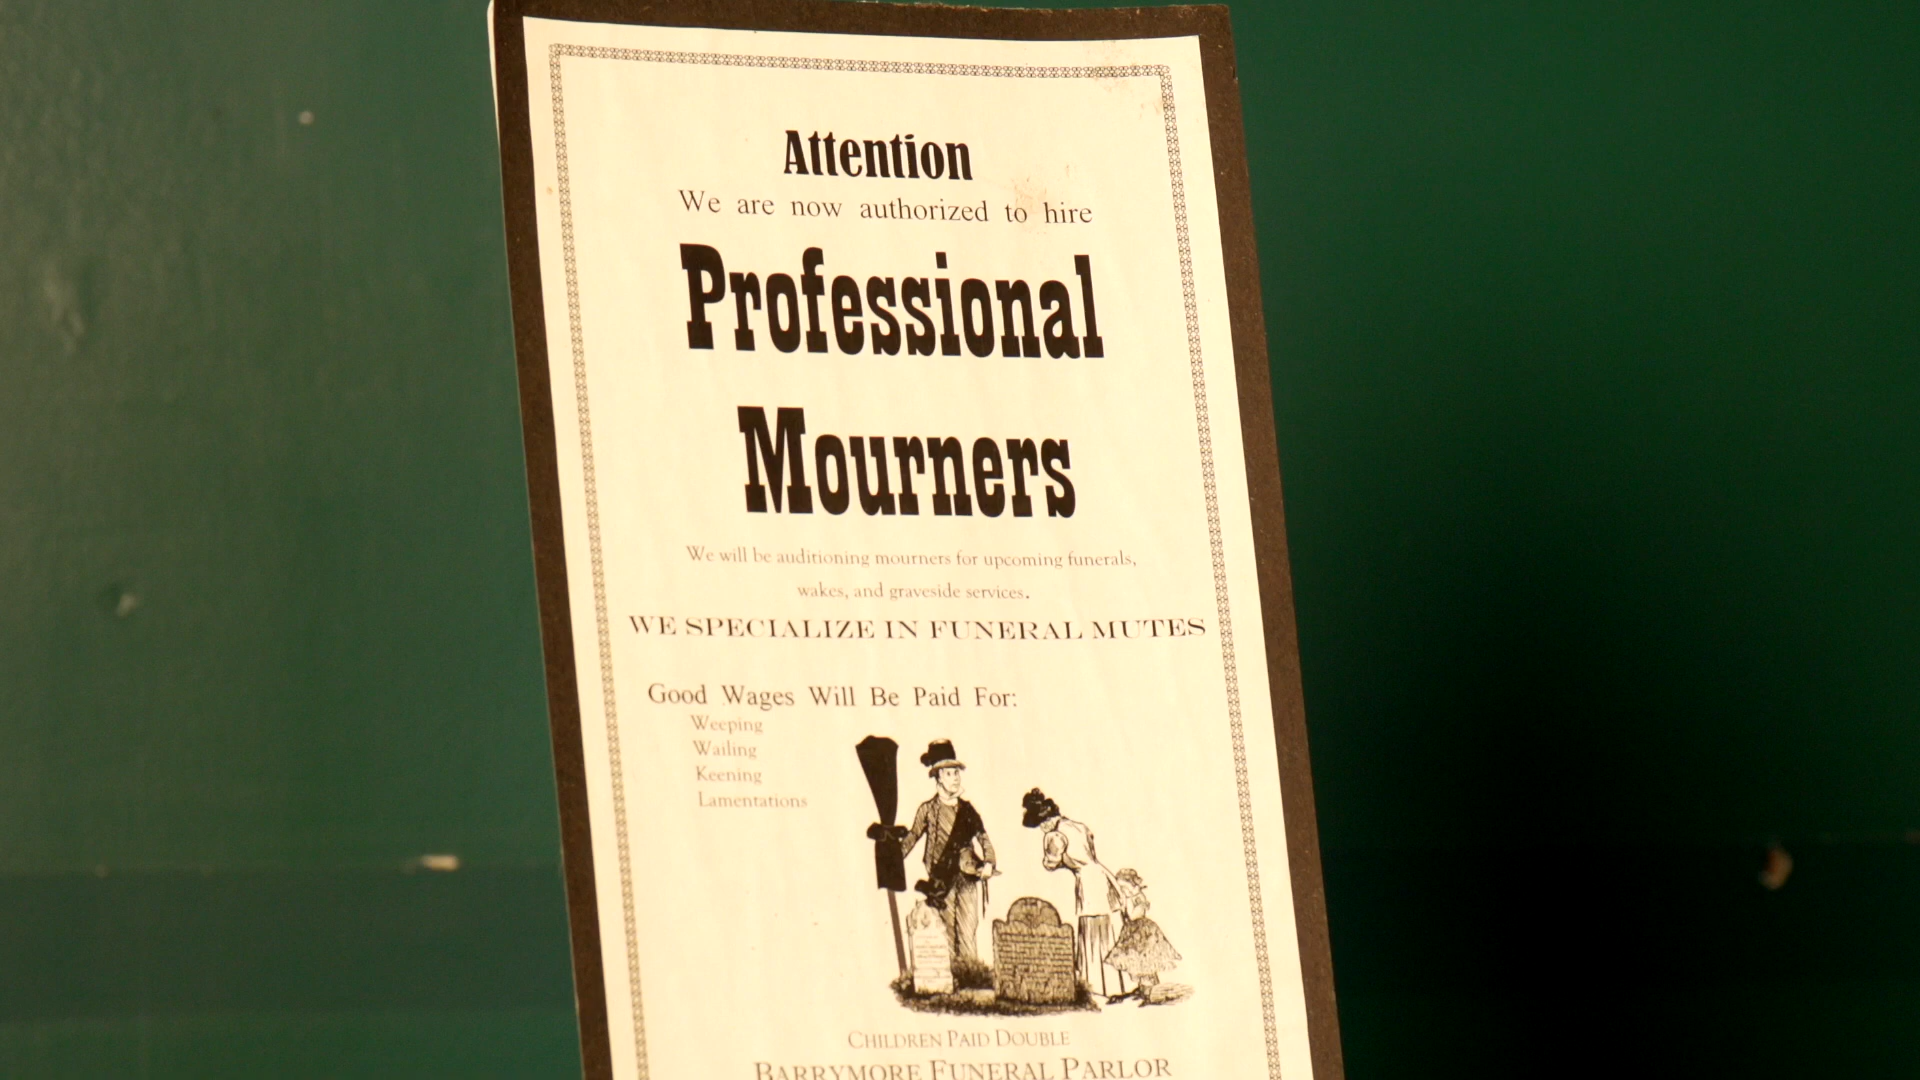 Attention
We are now authorized to hire
Professional
Mourners
We will be auditioning mourners for upcoming funerals,
wakes, and graveside services.
WE SPECIALIZE IN FUNERAL MUTES
Good Wages Will Be Paid For:
Weeping
Wailing
Keening
Lamentations
CHILDREN PAID DOUBLE
BARRYMORE FUNERAL PARLOR